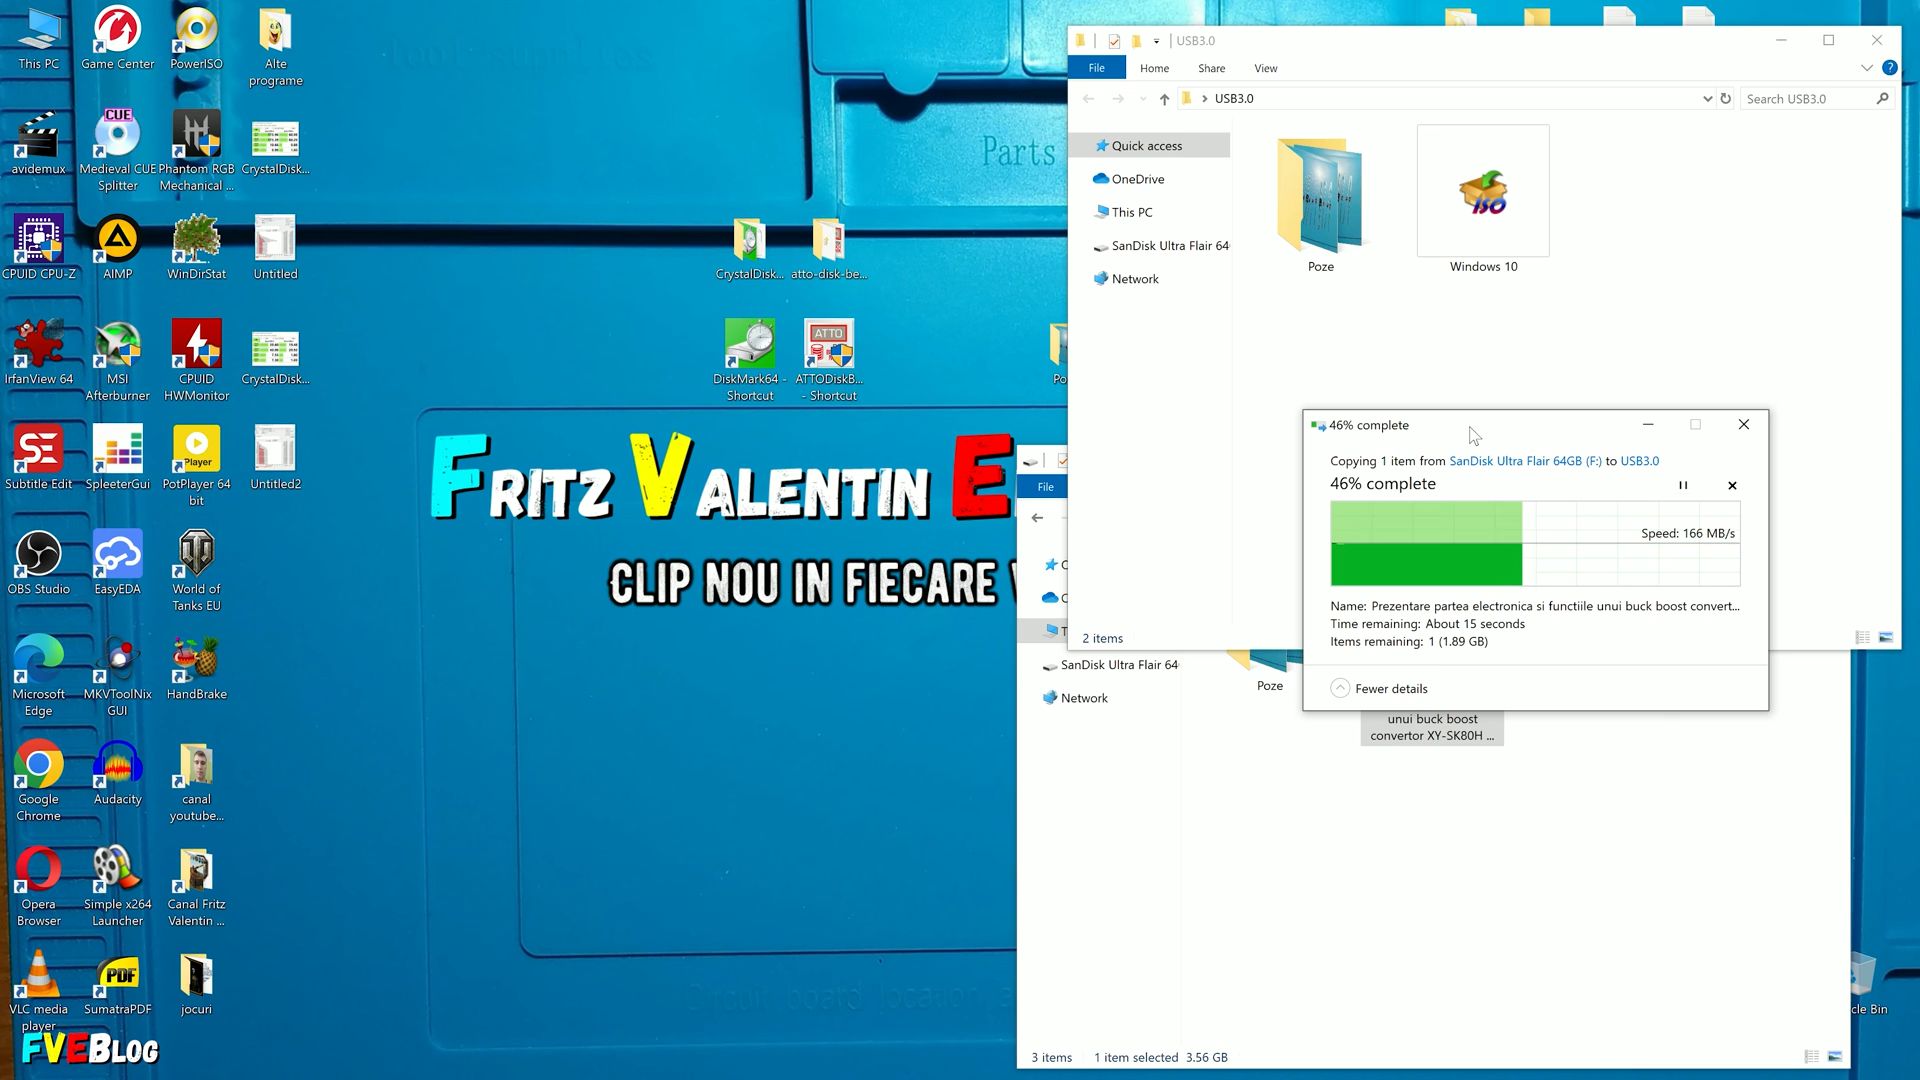 This PC
Game Center
PowerISO
Alte
programe
avidemux
Medieval CUE
Splitter
Phantom RGB
Mechanical ...
CrystalDisk...
CPUID CPU-Z
AIMP
WinDirStat
Untitled
IrfanView 64
MSI
Afterburner
CPUID
HWMonitor
CrystalDisk...
Subtitle Edit
SpleeterGui
PotPlayer 64
bit
Untitled2
OBS Studio
EasyEDA
World of
Tanks EU
Microsoft
Edge
MKVToolNix
GUI
HandBrake
Google
Chrome
Audacity
canal
youtube...
Opera
Browser
Simple x264
Launcher
Canal Fritz
Valentin ...
VLC media
player
SumatraPDF
jocuri
FVEBlog
CrystalDisk...
atto-disk-be...
DiskMark64 -
Shortcut
ATTODiskB...
- Shortcut
Parts
Fritz Valentin E
Clip nou in fiecare
USB3.0
File
Home
Share
View
USB3.0
Search USB3.0
Quick access
OneDrive
This PC
SanDisk Ultra Flair 64
Network
Poze
Windows 10
2 items
46% complete
Copying 1 item from SanDisk Ultra Flair 64GB (F:) to USB3.0
46% complete
Speed: 166 MB/s
Name: Prezentare partea electronica si functiile unui buck boost convert...
Time remaining: About 15 seconds
Items remaining: 1 (1.89 GB)
Fewer details
File
SanDisk Ultra Flair 64
Network
Poze
unui buck boost
convertor XY-SK80H ...
3 items
1 item selected 3.56 GB
cle Bin